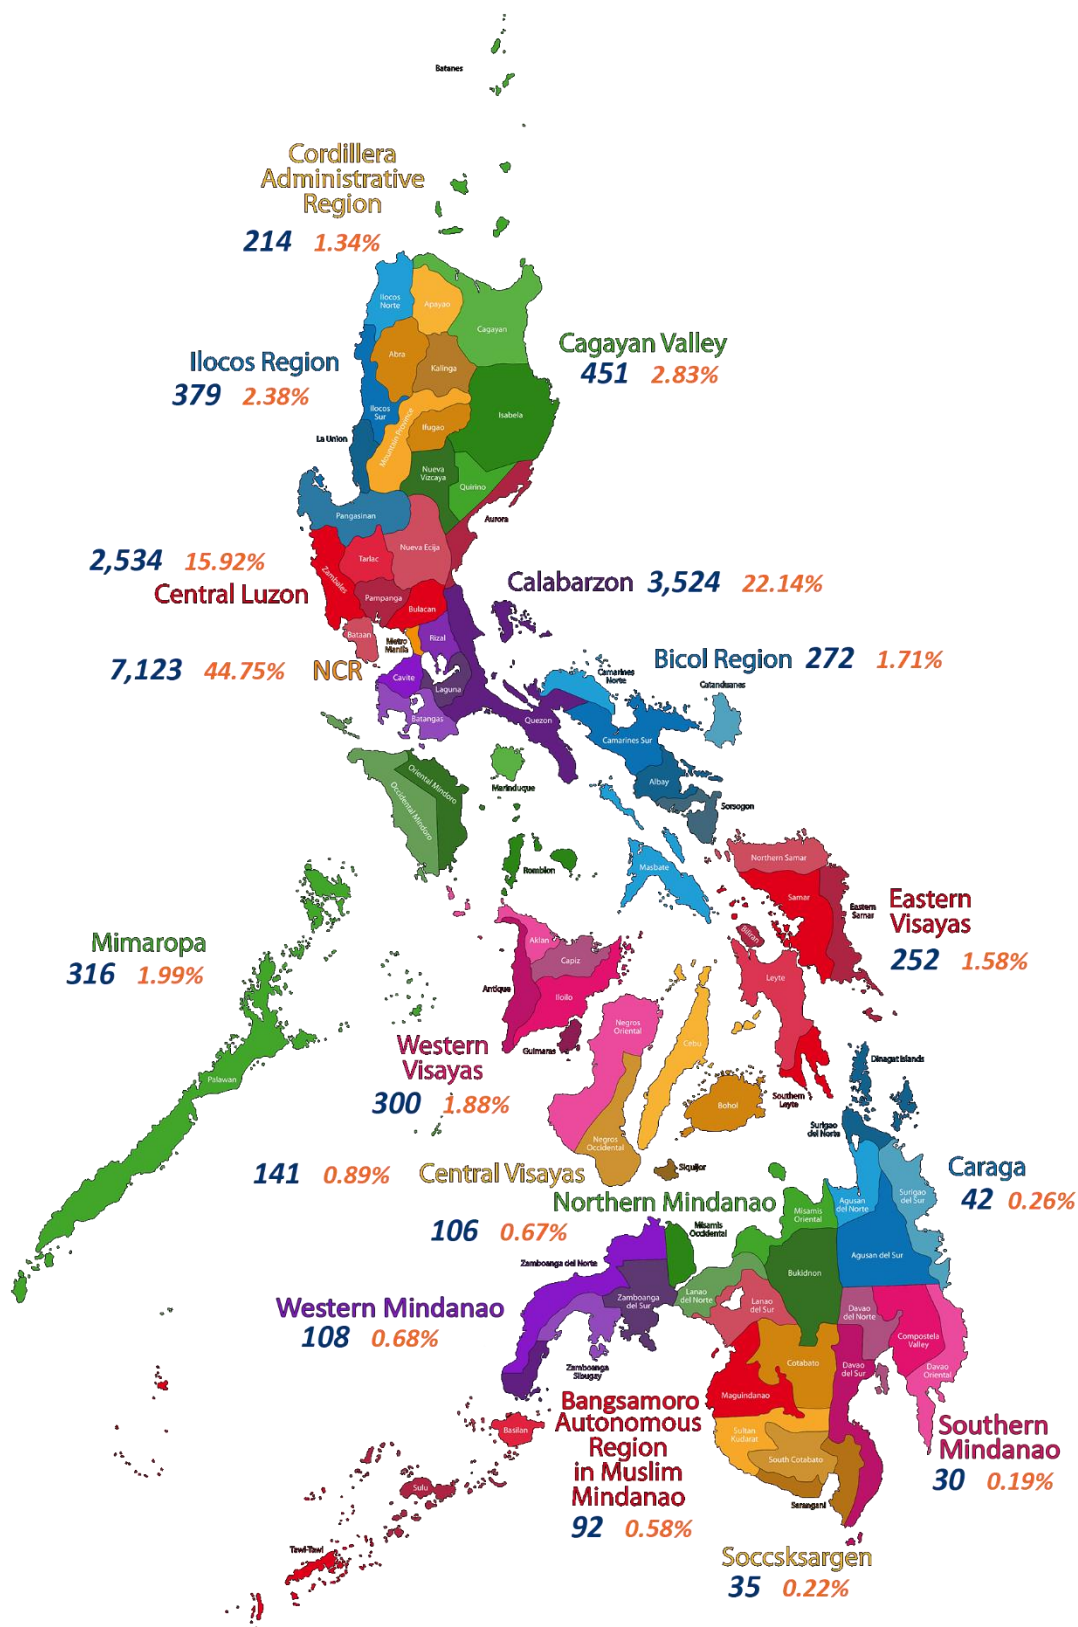 Batanes
Cordillera
Administrative
Region
214 1.34%
Ilocos
Norte
Apayao
Cagayan
Abra
Kalinga
Ilocos Region
379 2.38%
Cagayan Valley
451 2.83%
Ilocos
Sur
Mountain Province
Ifugao
Isabela
La Union
Nueva
Vizcaya
Quirino
Pangasinan
Aurora
2,534 15.92%
Central Luzon
Tarlac
Nueva Ecija
Zambales
Pampanga
Bulacan
Calabarzon 3,524 22.14%
Bataan
Metro
Manila
Rizal
7,123 44.75% NCR
Cavite
Laguna
Batangas
Quezon
Bicol Region 272 1.71%
Camarines
Norte
Catanduanes
Camarines Sur
Albay
Sorsogon
Masbate
Oriental Mindoro
Occidental Mindoro
Marinduque
Romblon
Northern Samar
Samar
Eastern
Samar
Biliran
Leyte
Southern
Leyte
Eastern
Visayas
252 1.58%
Mimaropa
316 1.99%
Palawan
Aklan
Capiz
Antique
Iloilo
Guimaras
Western
Visayas
300 1.88%
Negros
Oriental
Cebu
Bohol
Negros
Occidental
Siquijor
141 0.89% Central Visayas
Dinagat Islands
Surigao
del Norte
Caraga
42 0.26%
Agusan
del Norte
Surigao
del Sur
Agusan del Sur
Northern Mindanao
106 0.67%
Misamis
Occidental
Misamis
Oriental
Bukidnon
Lanao
del Norte
Lanao
del Sur
Zamboanga del Norte
Zamboanga
del Sur
Zamboanga
Sibugay
Western Mindanao
108 0.68%
Davao
del Norte
Compostela
Valley
Davao
Oriental
Davao
del Sur
Cotabato
Maguindanao
Sultan
Kudarat
South Cotabato
Sarangani
Basilan
Sulu
Tawi-Tawi
Bangsamoro
Autonomous
Region
in Muslim
Mindanao
92 0.58%
Southern
Mindanao
30 0.19%
Soccsksargen
35 0.22%